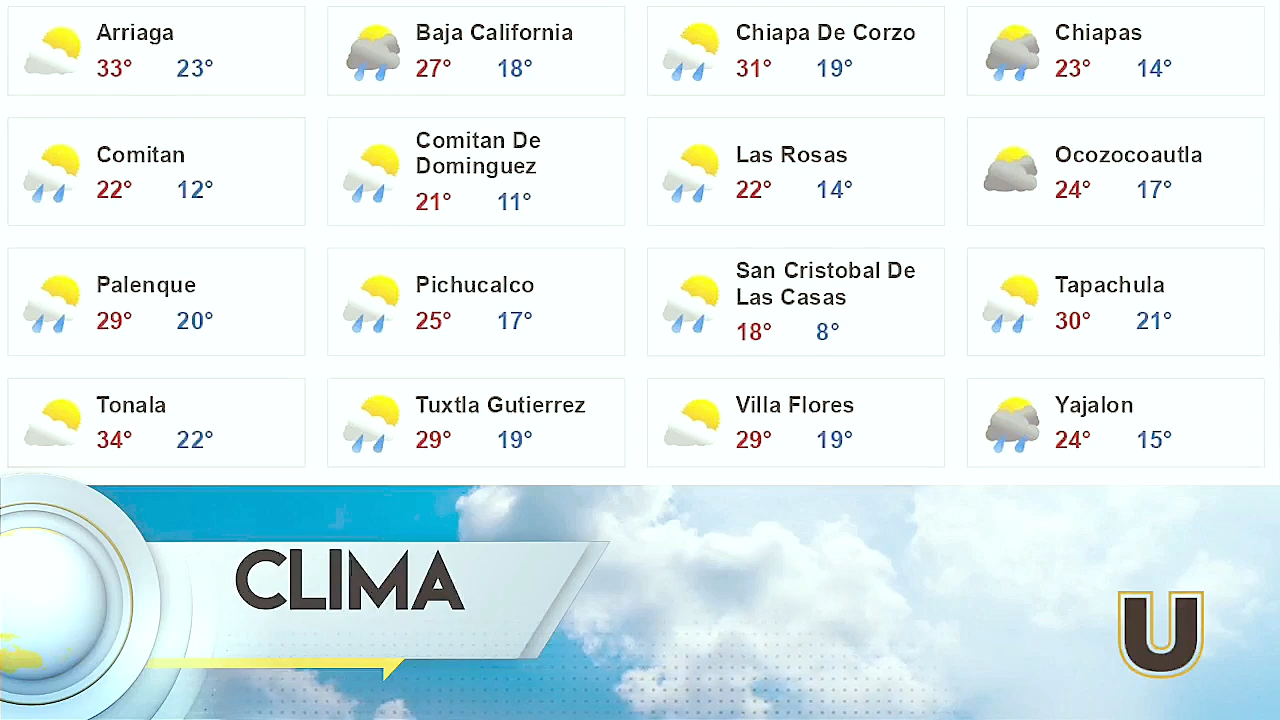 Arriaga
33° 23°
Baja California
27° 18°
Chiapa De Corzo
31° 19°
Chiapas
23° 14°
Comitan
22° 12°
Comitan De
Dominguez
21° 11°
Las Rosas
22° 14°
Ocozocoautla
24° 17°
Palenque
29° 20°
Pichucalco
25° 17°
San Cristobal De
Las Casas
18° 8°
Tapachula
30° 21°
Tonala
34° 22°
Tuxtla Gutierrez
29° 19°
Villa Flores
29° 19°
Yajalon
24° 15°
CLIMA
U